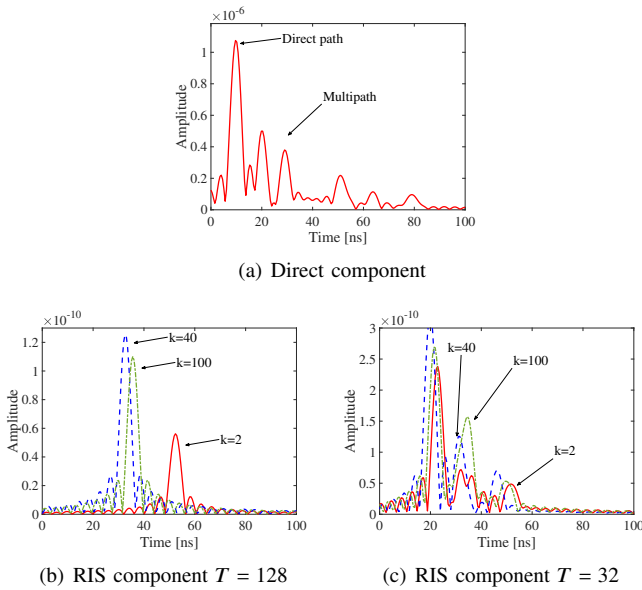 ×10⁻⁶
Direct path
Multipath
Amplitude
1
0.8
0.6
0.4
0.2
0
0 20 40 60 80 100
Time [ns]
(a) Direct component
×10⁻¹⁰
k=40
k=100
k=2
Amplitude
1.2
1
0.8
0.6
0.4
0.2
0
0 20 40 60 80 100
Time [ns]
(b) RIS component T = 128
×10⁻¹⁰
k=40
k=100
k=2
Amplitude
3
2.5
2
1.5
1
0.5
0
0 20 40 60 80 100
Time [ns]
(c) RIS component T = 32